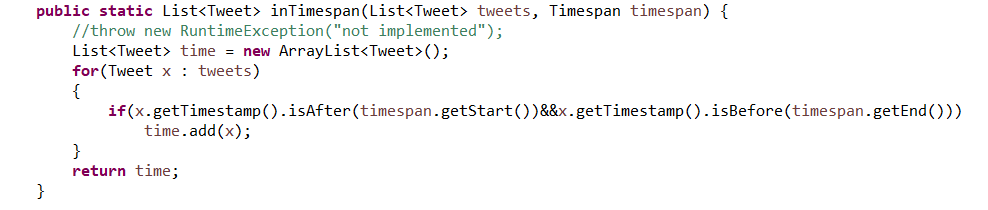 public static List<Tweet> inTimespan(List<Tweet> tweets, Timespan timespan) {
//throw new RuntimeException("not implemented");
List<Tweet> time = new ArrayList<Tweet>();
for(Tweet x : tweets)
{
if(x.getTimestamp().isAfter(timespan.getStart())&&x.getTimestamp().isBefore(timespan.getEnd()))
time.add(x);
}
return time;
}